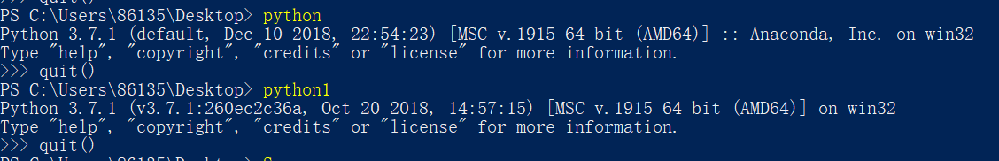 >>> quit()
PS C:\Users\86135\Desktop> python
Python 3.7.1 (default, Dec 10 2018, 22:54:23) [MSC v.1915 64 bit (AMD64)] :: Anaconda, Inc. on win32
Type "help", "copyright", "credits" or "license" for more information.
>>> quit()
PS C:\Users\86135\Desktop> python1
Python 3.7.1 (v3.7.1:260ec2c36a, Oct 20 2018, 14:57:15) [MSC v.1915 64 bit (AMD64)] on win32
Type "help", "copyright", "credits" or "license" for more information.
>>> quit()